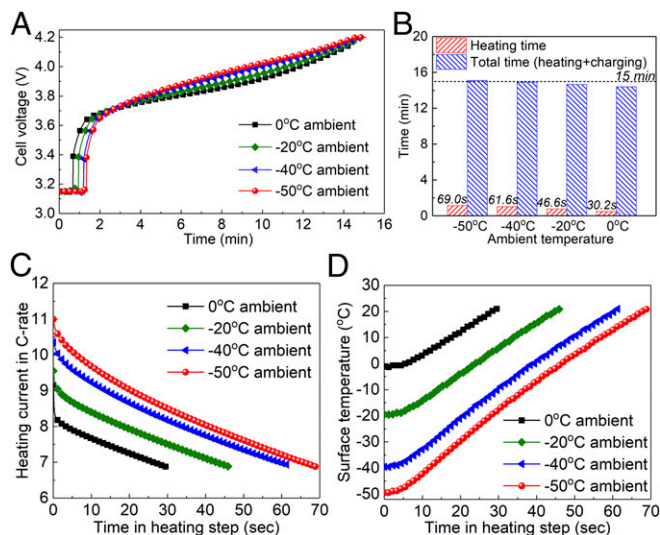 A
Cell voltage (V)
4.2
3.9
3.6
3.3
3.0
0 2 4 6 8 10 12 14 16
Time (min)
0°C ambient
-20°C ambient
-40°C ambient
-50°C ambient
B
Heating time
Total time (heating+charging)
15 min
Time (min)
20
16
12
8
4
0
69.0s 61.6s 46.6s 30.2s
-50°C -40°C -20°C 0°C
Ambient temperature
C
Heating current in C-rate
12
11
10
9
8
7
6
0 10 20 30 40 50 60 70
Time in heating step (sec)
0°C ambient
-20°C ambient
-40°C ambient
-50°C ambient
D
Surface temperature (°C)
30
20
10
0
-10
-20
-30
-40
-50
0 10 20 30 40 50 60 70
Time in heating step (sec)
0°C ambient
-20°C ambient
-40°C ambient
-50°C ambient